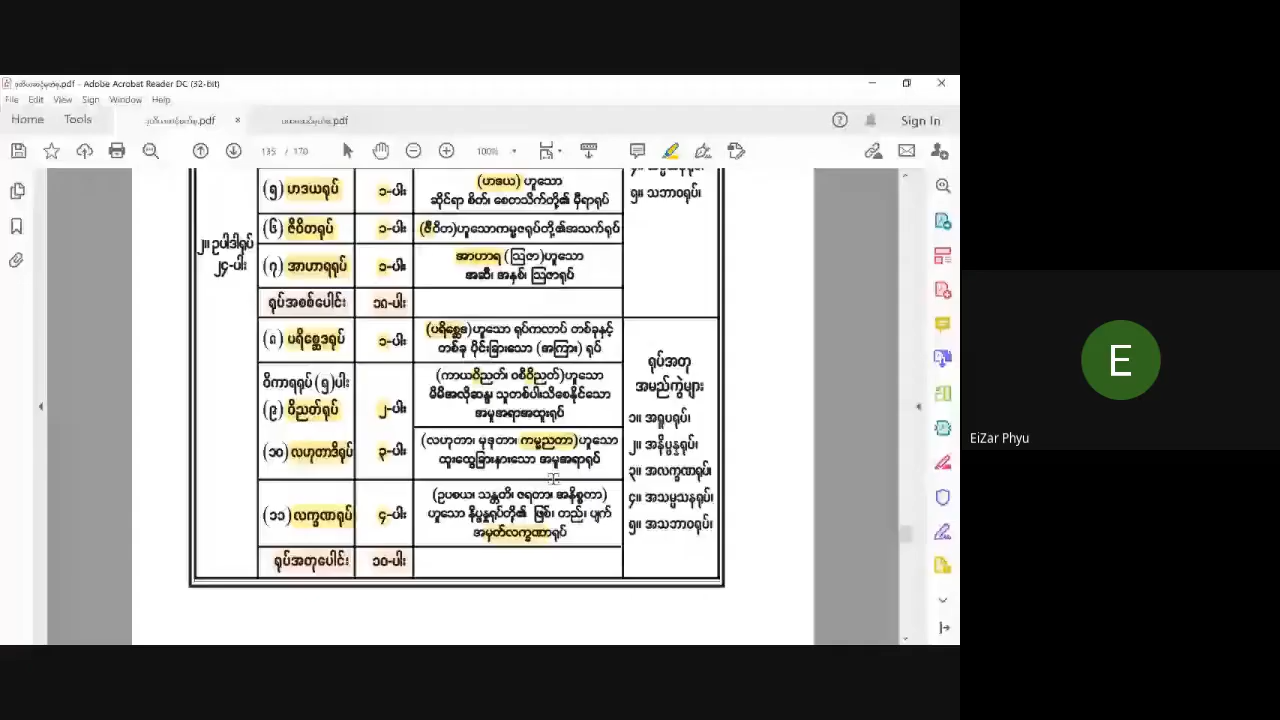 ဒုတိယဆင့်မှတ်စု.pdf - Adobe Acrobat Reader DC (32-bit)
File Edit View Sign Window Help
Home Tools
Sign In
135 / 170
100%
၂။ ဥပါဒါရုပ်
၂၄-ပါး
(၅) ဟဒယရုပ်
၁-ပါး
(ဟဒယ) ဟူသော
ဆိုင်ရာ စိတ်၊ စေတသိက်တို့၏ မှီရာရုပ်
၅။ သဘာဝရုပ်၊
(၆) ဇီဝိတရုပ်
၁-ပါး
(ဇီဝိတ)ဟူသောကမ္မဇရုပ်တို့၏အသက်ရုပ်
(၇) အာဟာရရုပ်
၁-ပါး
အာဟာရ (ဩဇာ)ဟူသော
အဆီ၊ အနှစ်၊ ဩဇာရုပ်
ရုပ်အစစ်ပေါင်း
၁၈-ပါး
(၈) ပရိစ္ဆေဒရုပ်
၁-ပါး
(ပရိစ္ဆေဒ)ဟူသော ရုပ်ကလာပ် တစ်ခုနှင့်
တစ်ခု ပိုင်းခြားသော (အကြား) ရုပ်
ဝိကာရရုပ် (၅)ပါး
(၉) ဝိညတ်ရုပ်
၂-ပါး
(ကာယဝိညတ်၊ ဝစီဝိညတ်)ဟူသော
မိမိအလိုဆန္ဒ၊ သူတစ်ပါးသိစေနိုင်သော
အမူအရာအထူးရုပ်
(၁၀) လဟုတာဒိရုပ်
၃-ပါး
(လဟုတာ၊ မုဒုတာ၊ ကမ္မညတာ)ဟူသော
ထူးထွေခြားနားသော အမူအရာရုပ်
(၁၁) လက္ခဏရုပ်
၄-ပါး
(ဥပစယ၊ သန္တတိ၊ ဇရတာ၊ အနိစ္စတာ)
ဟူသော နိပ္ဖန္နရုပ်တို့၏ ဖြစ်၊ တည်၊ ပျက်
အမှတ်လက္ခဏာရုပ်
ရုပ်အတုပေါင်း
၁၀-ပါး
ရုပ်အတု
အမည်ကွဲများ
၁။ အရူပရုပ်၊
၂။ အနိပ္ဖန္နရုပ်၊
၃။ အလက္ခဏရုပ်၊
၄။ အသမ္မသနရုပ်၊
၅။ အသဘာဝရုပ်၊
E
EiZar Phyu